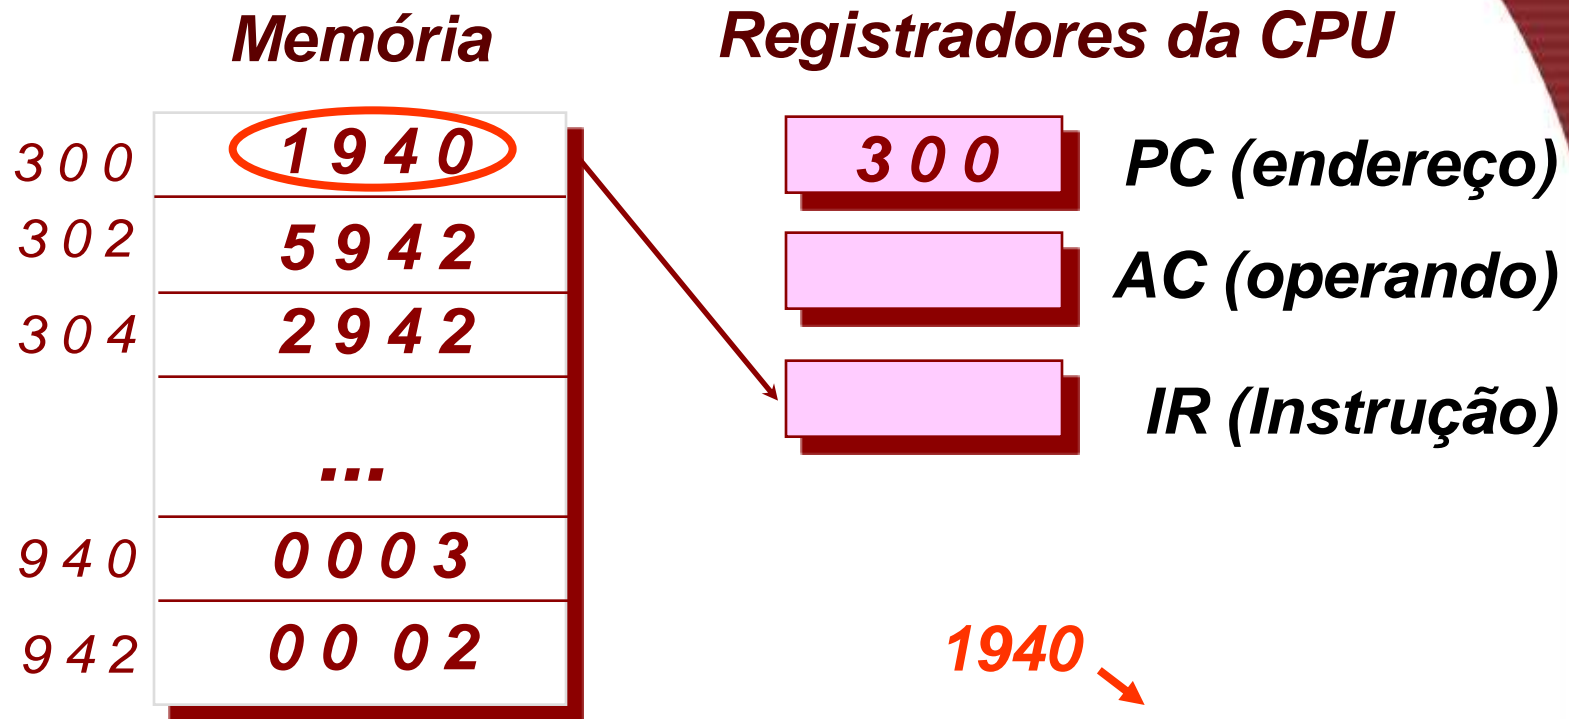 Memória Registradores da CPU
300 1940 300 PC (endereço)
302 5942 AC (operando)
304 2942 IR (Instrução)
...
940 0003
942 00 02 1940